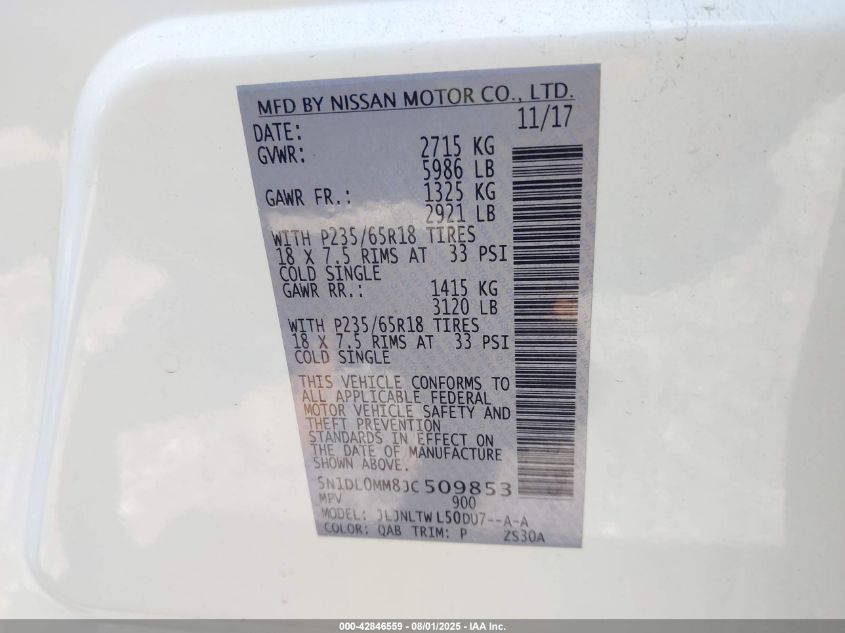 MFD BY NISSAN MOTOR CO., LTD.
DATE: 11/17
GVWR: 2715 KG
5986 LB
GAWR FR.: 1325 KG
2921 LB
WITH P235/65R18 TIRES
18 X 7.5 RIMS AT 33 PSI
COLD SINGLE
GAWR RR.: 1415 KG
3120 LB
WITH P235/65R18 TIRES
18 X 7.5 RIMS AT 33 PSI
COLD SINGLE
THIS VEHICLE CONFORMS TO
ALL APPLICABLE FEDERAL
MOTOR VEHICLE SAFETY AND
THEFT PREVENTION
STANDARDS IN EFFECT ON
THE DATE OF MANUFACTURE
SHOWN ABOVE.
5N1DL0MM8JC509853
MPV 900
MODEL: JLJNLTWL50DU7--A-A
COLOR: QAB TRIM: P ZS30A
000-42846559 - 08/01/2025 - IAA Inc.